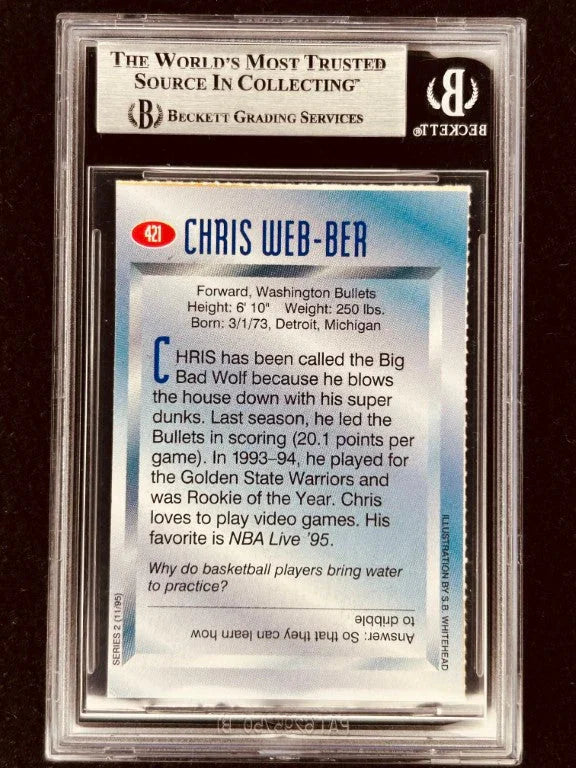 THE WORLD'S MOST TRUSTED
SOURCE IN COLLECTING™
B BECKETT GRADING SERVICES
B
BECKETT®
421 CHRIS WEB-BER
Forward, Washington Bullets
Height: 6' 10" Weight: 250 lbs.
Born: 3/1/73, Detroit, Michigan
CHRIS has been called the Big
Bad Wolf because he blows
the house down with his super
dunks. Last season, he led the
Bullets in scoring (20.1 points per
game). In 1993–94, he played for
the Golden State Warriors and
was Rookie of the Year. Chris
loves to play video games. His
favorite is NBA Live '95.
Why do basketball players bring water
to practice?
Answer: So that they can learn how
to dribble
SERIES 2 (11/95)
ILLUSTRATION BY S.B. WHITEHEAD